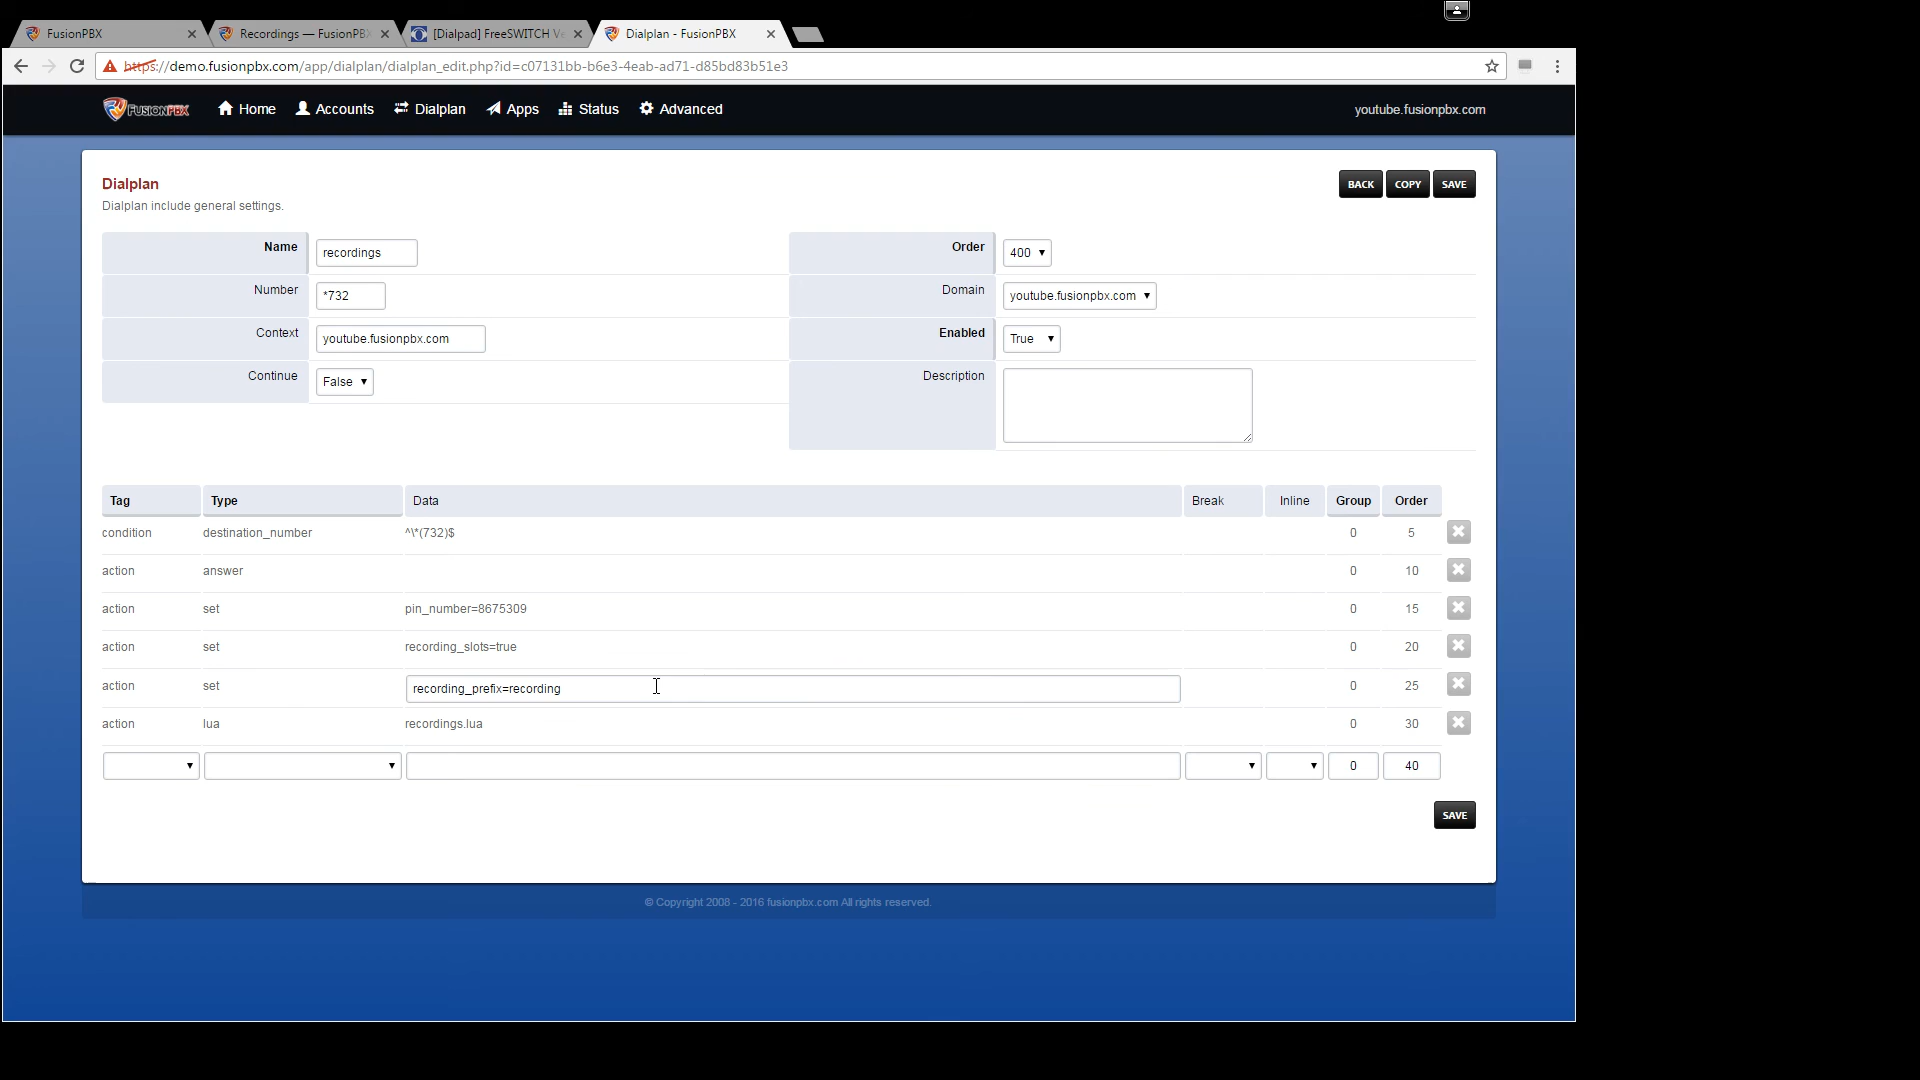 FusionPBX
Recordings — FusionPBX
[Dialpad] FreeSWITCH Ve
Dialplan - FusionPBX
https://demo.fusionpbx.com/app/dialplan/dialplan_edit.php?id=c07131bb-b6e3-4eab-ad71-d85bd83b51e3
FUSIONPBX Home Accounts Dialplan Apps Status Advanced youtube.fusionpbx.com
Dialplan BACK COPY SAVE
Dialplan include general settings.
Name recordings Order 400
Number *732 Domain youtube.fusionpbx.com
Context youtube.fusionpbx.com Enabled True
Continue False Description
Tag Type Data Break Inline Group Order
condition destination_number ^\*(732)$ 0 5
action answer 0 10
action set pin_number=8675309 0 15
action set recording_slots=true 0 20
action set recording_prefix=recording 0 25
action lua recordings.lua 0 30
0 40
SAVE
© Copyright 2008 - 2016 fusionpbx.com All rights reserved.